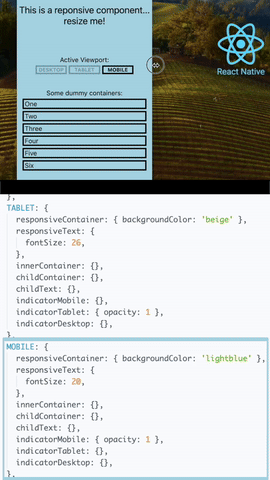 This is a reponsive component...
resize me!
React Native
Active Viewport:
DESKTOP TABLET MOBILE
Some dummy containers:
One
Two
Three
Four
Five
Six
},
TABLET: {
responsiveContainer: { backgroundColor: 'beige' },
responsiveText: {
fontSize: 26,
},
innerContainer: {},
childContainer: {},
childText: {},
indicatorMobile: {},
indicatorTablet: { opacity: 1 },
indicatorDesktop: {},
},
MOBILE: {
responsiveContainer: { backgroundColor: 'lightblue' },
responsiveText: {
fontSize: 20,
},
innerContainer: {},
childContainer: {},
childText: {},
indicatorMobile: { opacity: 1 },
indicatorTablet: {},
indicatorDesktop: {},
},